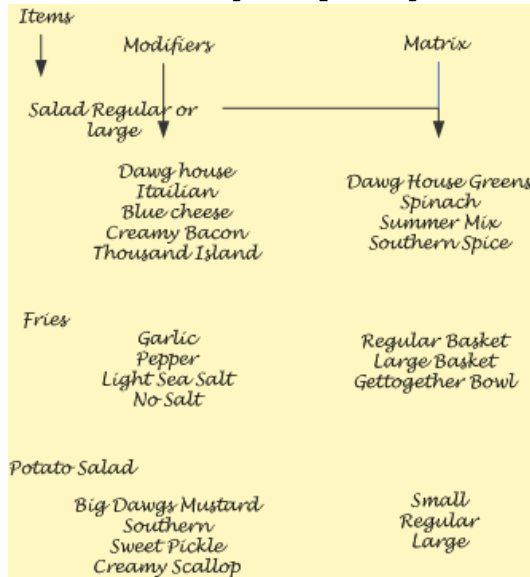 Items
Modifiers
Matrix
Salad Regular or
large
Dawg house
Itailian
Blue cheese
Creamy Bacon
Thousand Island
Dawg House Greens
Spinach
Summer Mix
Southern Spice
Fries
Garlic
Pepper
Light Sea Salt
No Salt
Regular Basket
Large Basket
Gettogether Bowl
Potato Salad
Big Dawgs Mustard
Southern
Sweet Pickle
Creamy Scallop
Small
Regular
Large